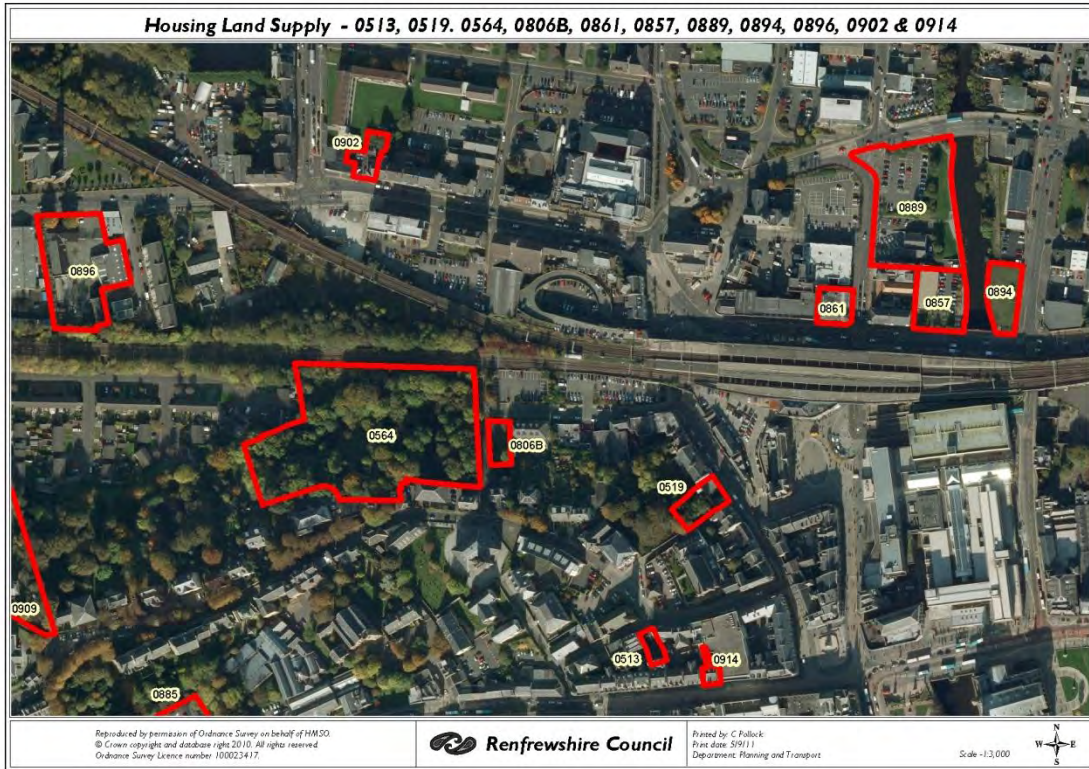 Housing Land Supply - 0513, 0519. 0564, 0806B, 0861, 0857, 0889, 0894, 0896, 0902 & 0914
0902
0889
0896
0894
0857
0861
0564
0806B
0519
0909
0513
0914
0885
Reproduced by permission of Ordnance Survey on behalf of HMSO.
© Crown copyright and database right 2010. All rights reserved
Ordnance Survey Licence number 100023417.
Renfrewshire Council
Printed by: C Pollock
Print date: 5/9/11
Department: Planning and Transport
Scale -1:3,000
N
W E
S